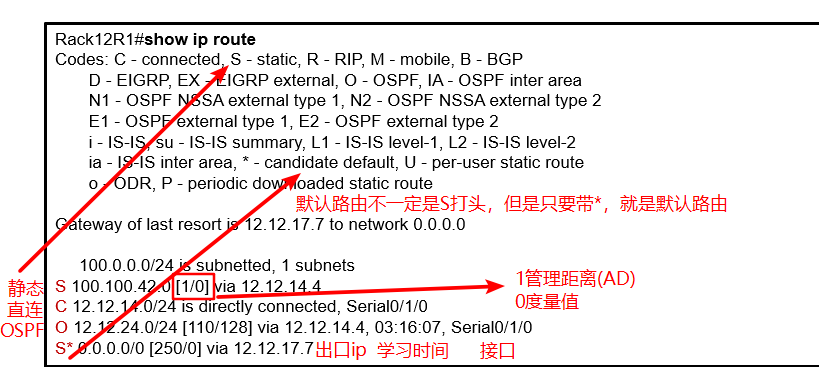 Rack12R1#show ip route
Codes: C - connected, S - static, R - RIP, M - mobile, B - BGP
D - EIGRP, EX - EIGRP external, O - OSPF, IA - OSPF inter area
N1 - OSPF NSSA external type 1, N2 - OSPF NSSA external type 2
E1 - OSPF external type 1, E2 - OSPF external type 2
i - IS-IS, su - IS-IS summary, L1 - IS-IS level-1, L2 - IS-IS level-2
ia - IS-IS inter area, * - candidate default, U - per-user static route
o - ODR, P - periodic downloaded static route
默认路由不一定是S打头，但是只要带*，就是默认路由
Gateway of last resort is 12.12.17.7 to network 0.0.0.0
100.0.0.0/24 is subnetted, 1 subnets
静态 S 100.100.42.0 [1/0] via 12.12.14.4 1管理距离(AD)
直连 C 12.12.14.0/24 is directly connected, Serial0/1/0 0度量值
OSPF O 12.12.24.0/24 [110/128] via 12.12.14.4, 03:16:07, Serial0/1/0
S* 0.0.0.0/0 [250/0] via 12.12.17.7 出口ip 学习时间 接口